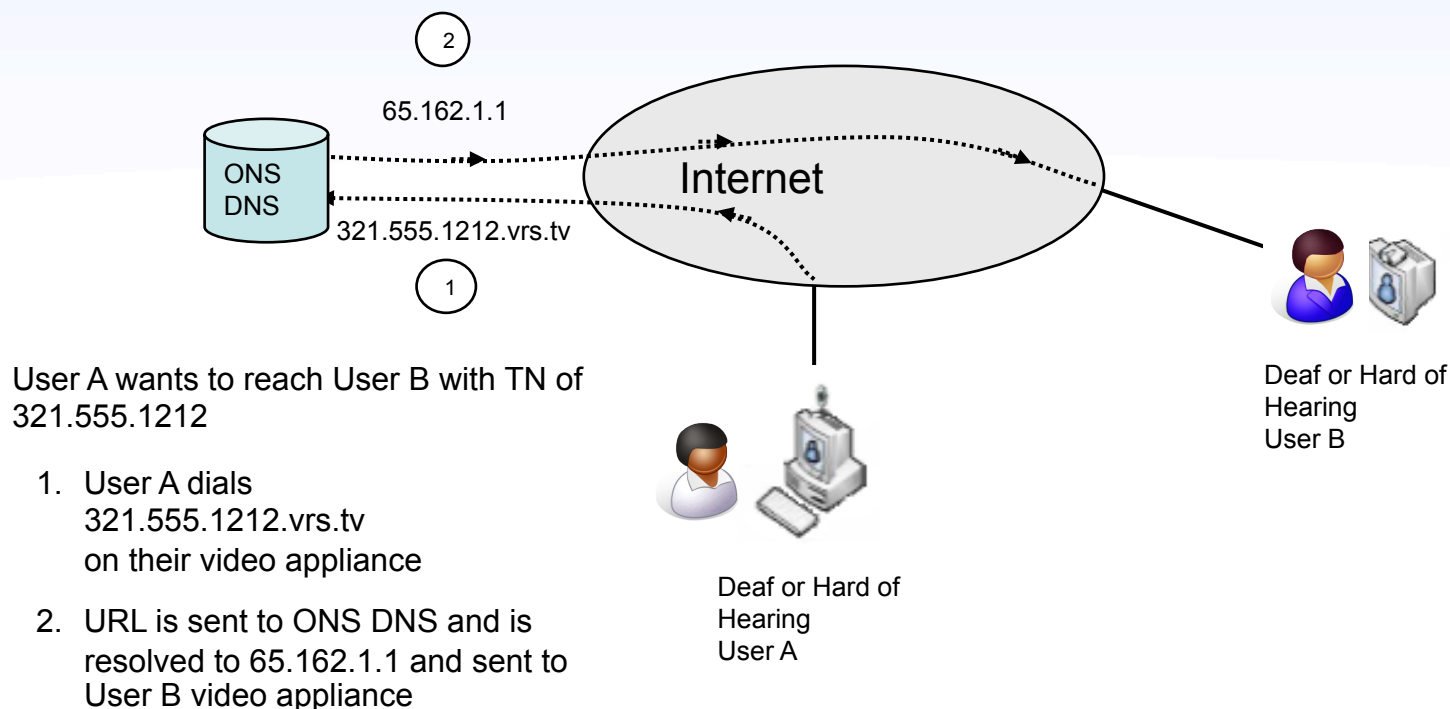 2
65.162.1.1
ONS
DNS
Internet
321.555.1212.vrs.tv
1
User A wants to reach User B with TN of
321.555.1212
1. User A dials
321.555.1212.vrs.tv
on their video appliance
2. URL is sent to ONS DNS and is
resolved to 65.162.1.1 and sent to
User B video appliance
Deaf or Hard of
Hearing
User A
Deaf or Hard of
Hearing
User B